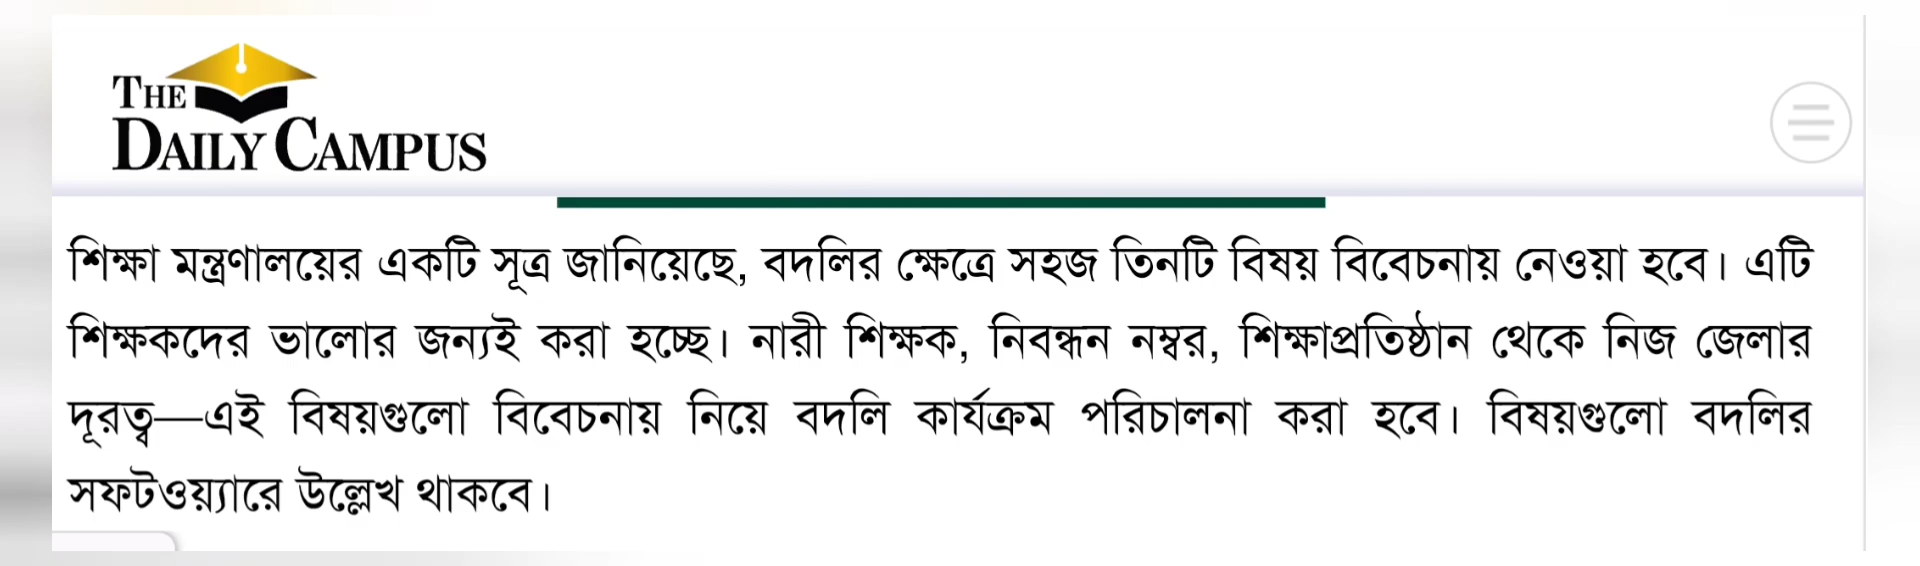 THE
DAILY CAMPUS
শিক্ষা মন্ত্রণালয়ের একটি সূত্র জানিয়েছে, বদলির ক্ষেত্রে সহজ তিনটি বিষয় বিবেচনায় নেওয়া হবে। এটি
শিক্ষকদের ভালোর জন্যই করা হচ্ছে। নারী শিক্ষক, নিবন্ধন নম্বর, শিক্ষাপ্রতিষ্ঠান থেকে নিজ জেলার
দূরত্ব—এই বিষয়গুলো বিবেচনায় নিয়ে বদলি কার্যক্রম পরিচালনা করা হবে। বিষয়গুলো বদলির
সফটওয়্যারে উল্লেখ থাকবে।